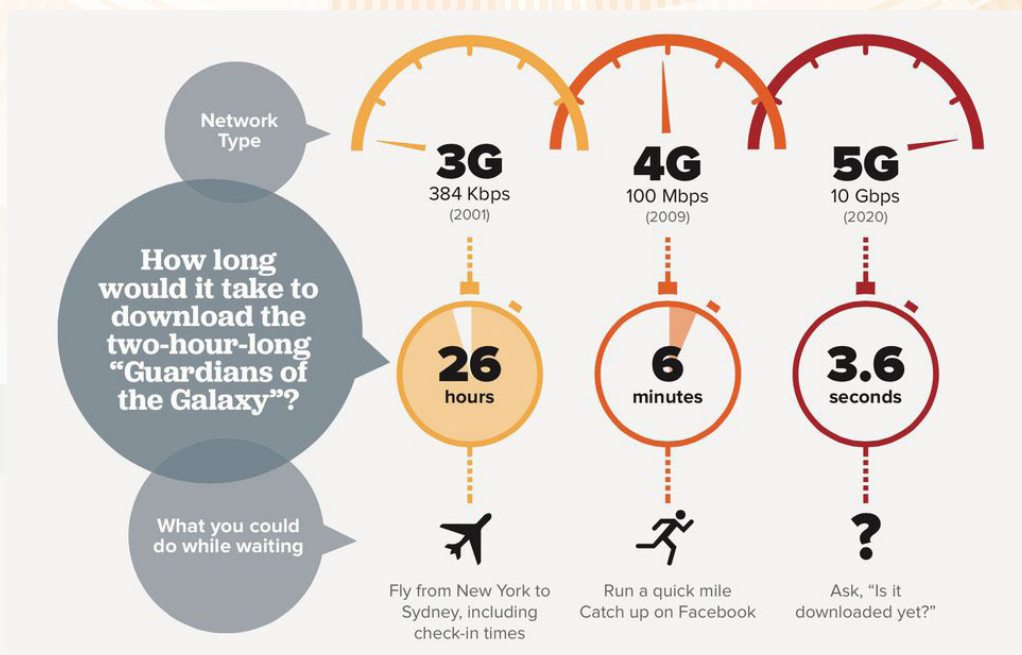 Network
Type
3G
384 Kbps
(2001)
4G
100 Mbps
(2009)
5G
10 Gbps
(2020)
How long
would it take to
download the
two-hour-long
“Guardians of
the Galaxy”?
26
hours
6
minutes
3.6
seconds
What you could
do while waiting
Fly from New York to
Sydney, including
check-in times
Run a quick mile
Catch up on Facebook
?
Ask, “Is it
downloaded yet?”